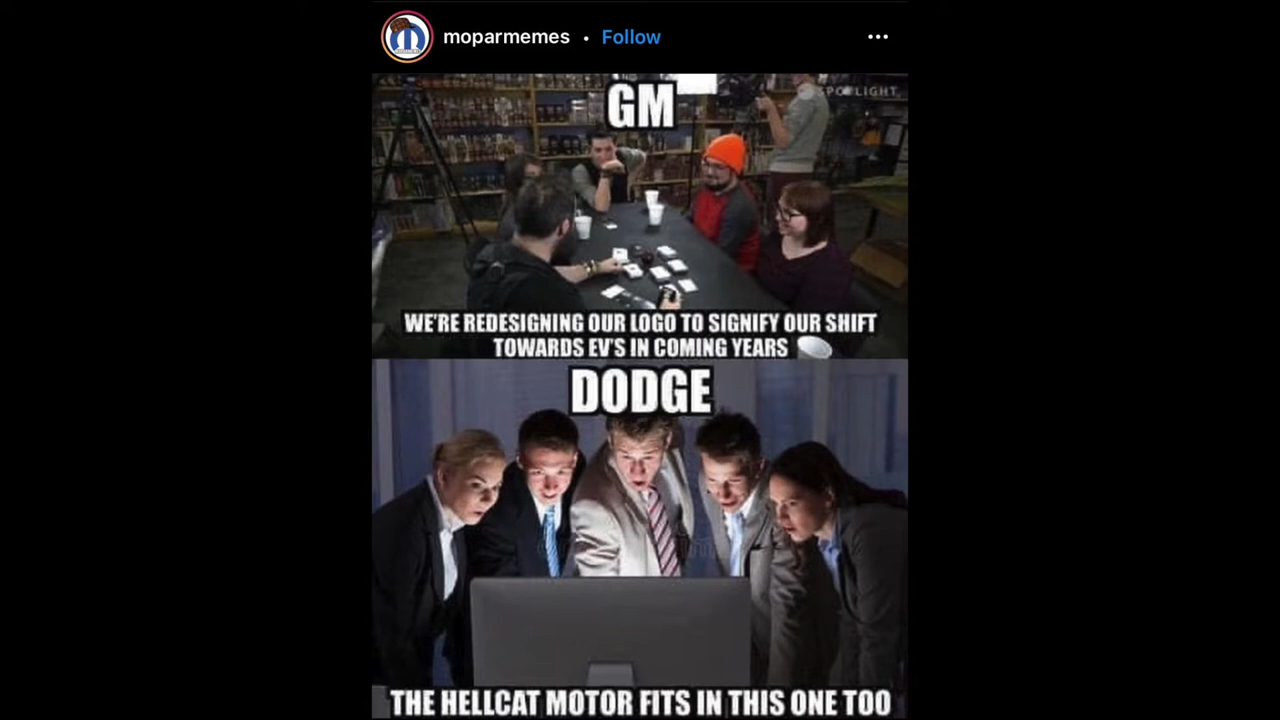 moparmemes • Follow
SPOTLIGHT
GM
WE'RE REDESIGNING OUR LOGO TO SIGNIFY OUR SHIFT
TOWARDS EV'S IN COMING YEARS
DODGE
THE HELLCAT MOTOR FITS IN THIS ONE TOO